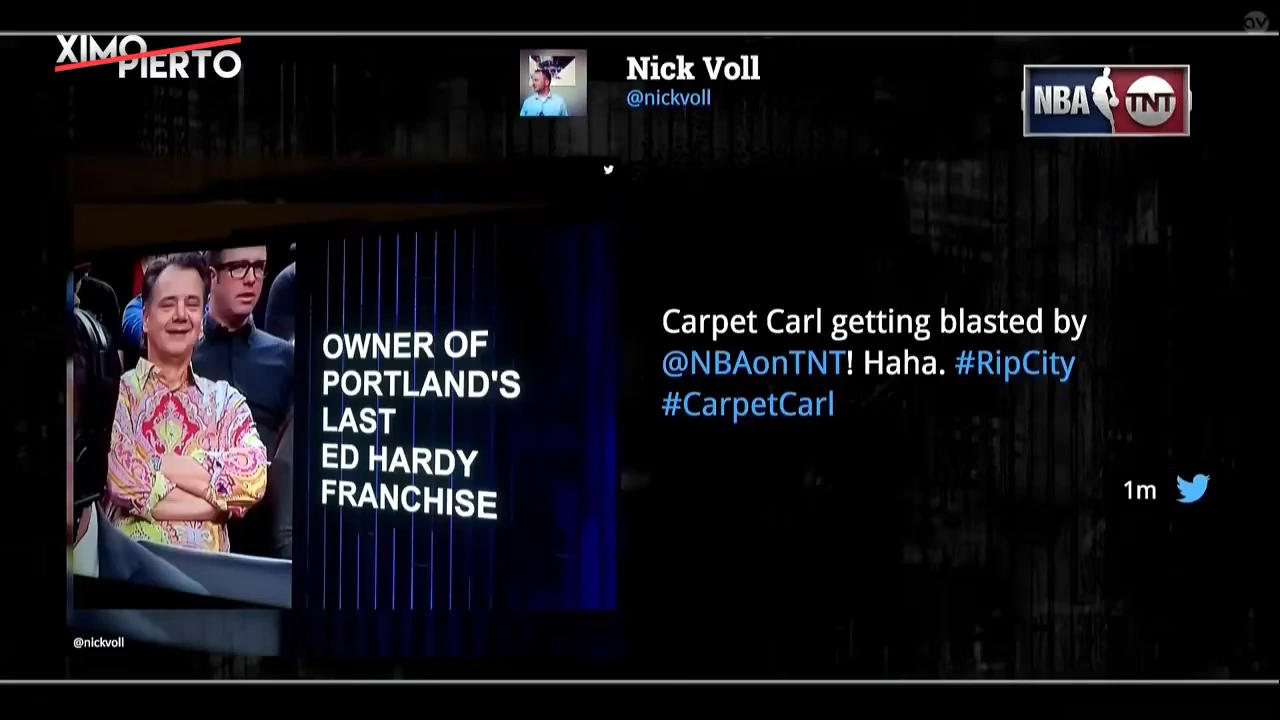 XIMO
PIERTO
Nick Voll
@nickvoll
NBA TNT
OWNER OF
PORTLAND'S
LAST
ED HARDY
FRANCHISE
Carpet Carl getting blasted by
@NBAonTNT! Haha. #RipCity
#CarpetCarl
1m
@nickvoll